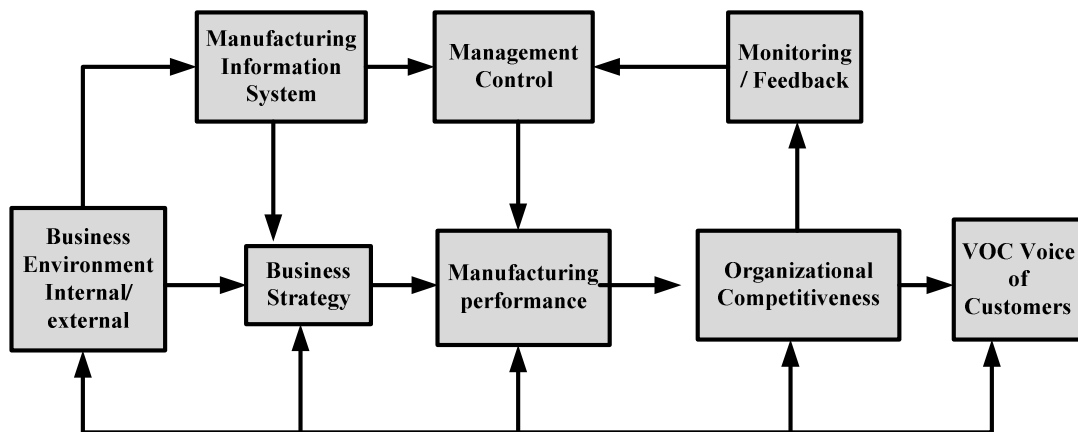 Manufacturing
Information
System
Management
Control
Monitoring
/ Feedback
Business
Environment
Internal/
external
Business
Strategy
Manufacturing
performance
Organizational
Competitiveness
VOC Voice
of
Customers